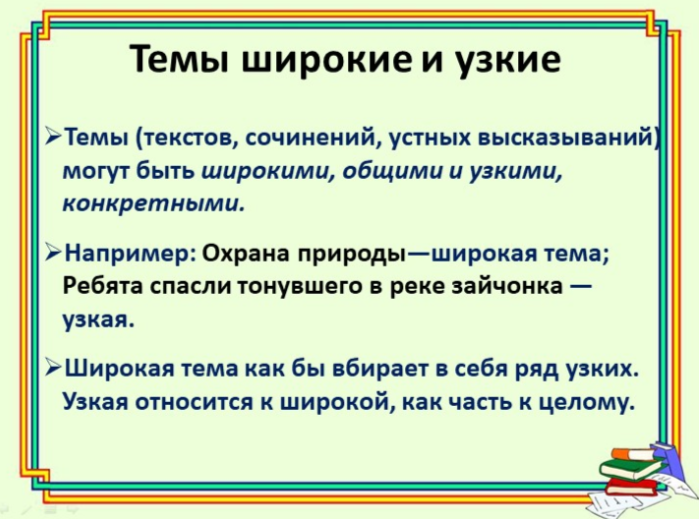 Темы широкие и узкие
➢Темы (текстов, сочинений, устных высказываний)
могут быть широкими, общими и узкими,
конкретными.
➢Например: Охрана природы—широкая тема;
Ребята спасли тонувшего в реке зайчонка —
узкая.
➢Широкая тема как бы вбирает в себя ряд узких.
Узкая относится к широкой, как часть к целому.